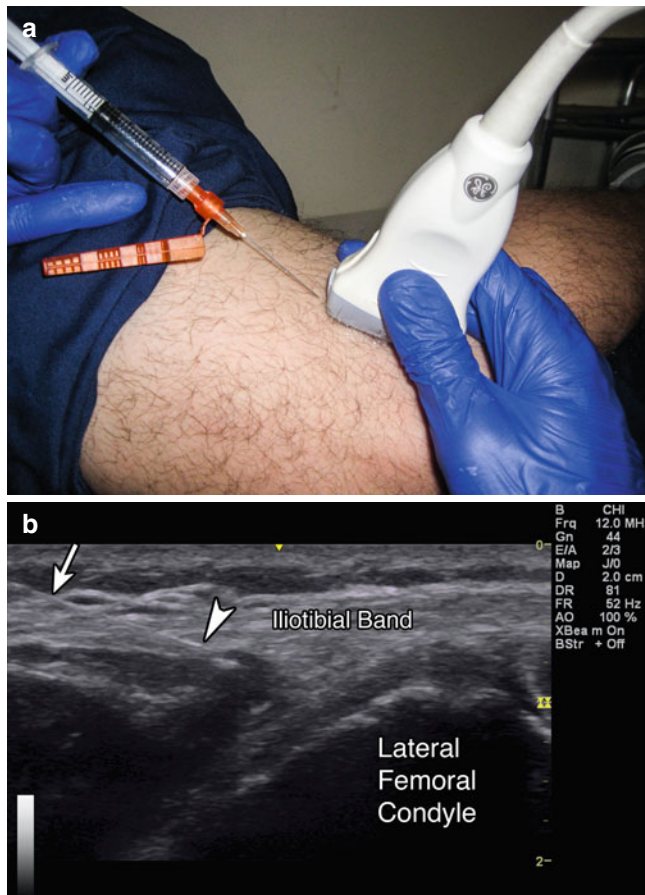 a
b
Iliotibial Band
Lateral
Femoral
Condyle
0-
2-
B CHI
Frq 12.0 MH
Gn 44
E/A 2/3
Map J/0
D 2.0 cm
DR 81
FR 52 Hz
AO 100 %
XBea m On
BStr + Off